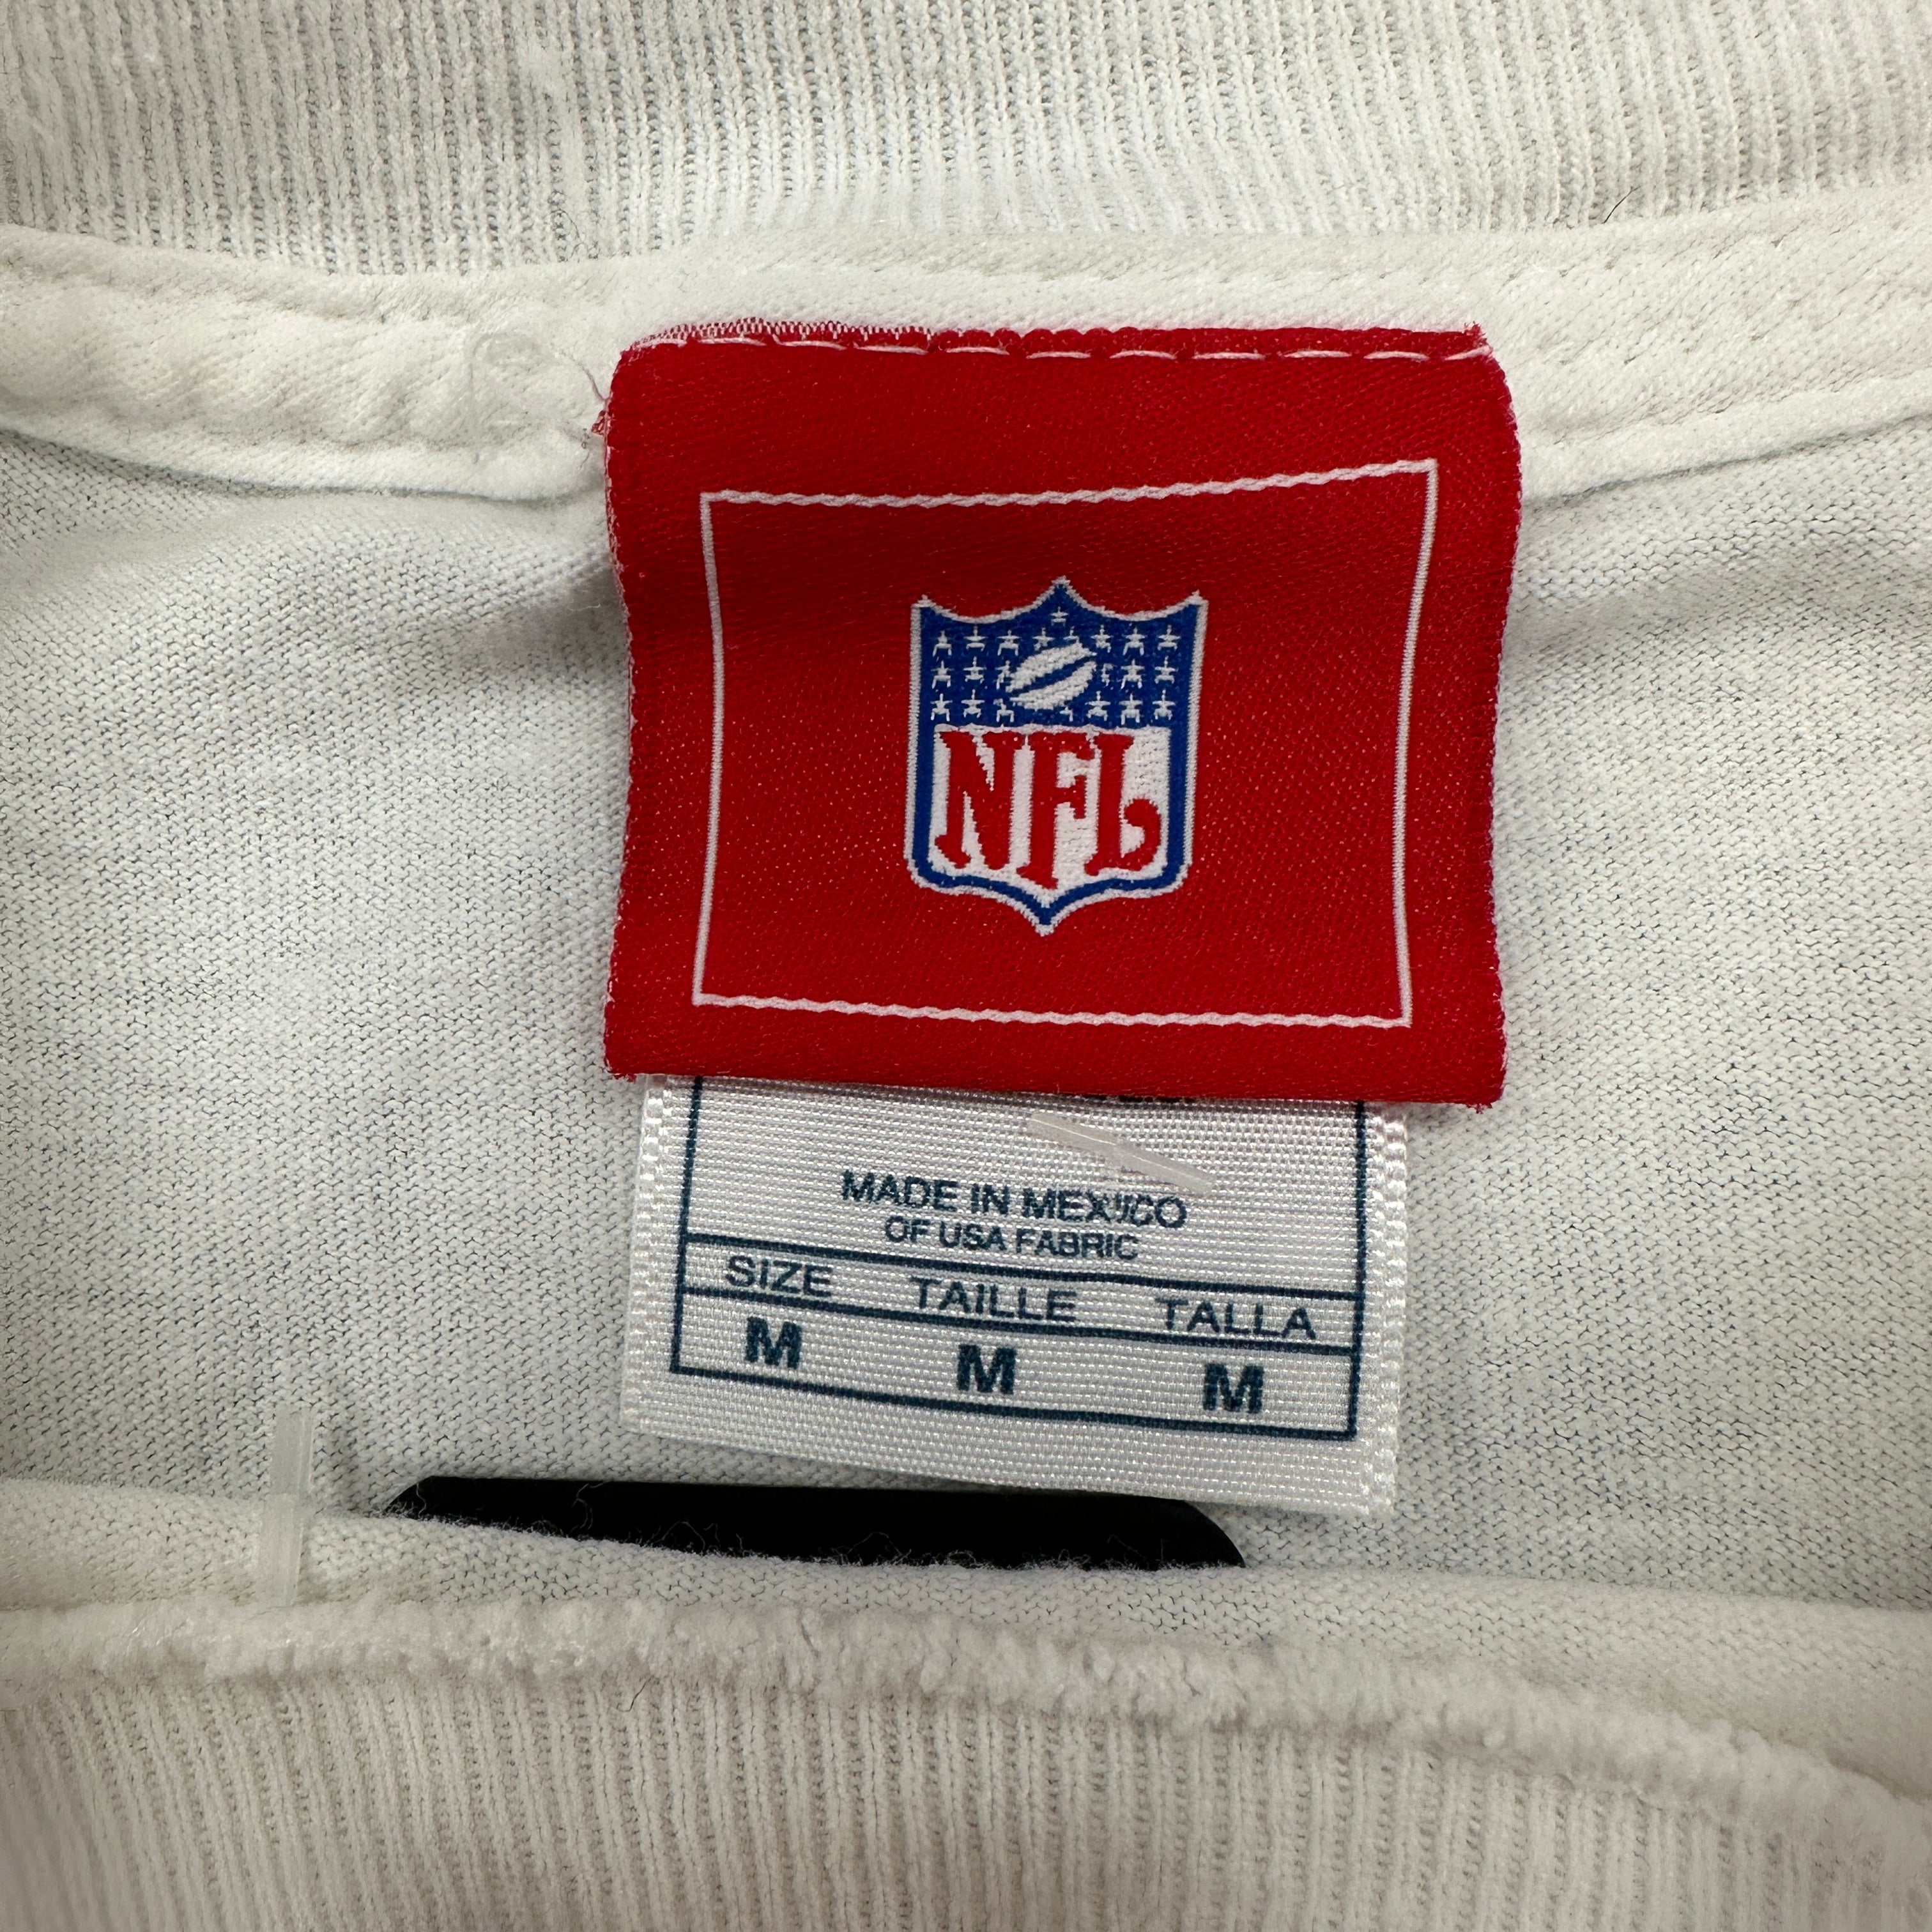 NFL
MADE IN MEXICO
OF USA FABRIC
SIZE TAILLE TALLA
M M M